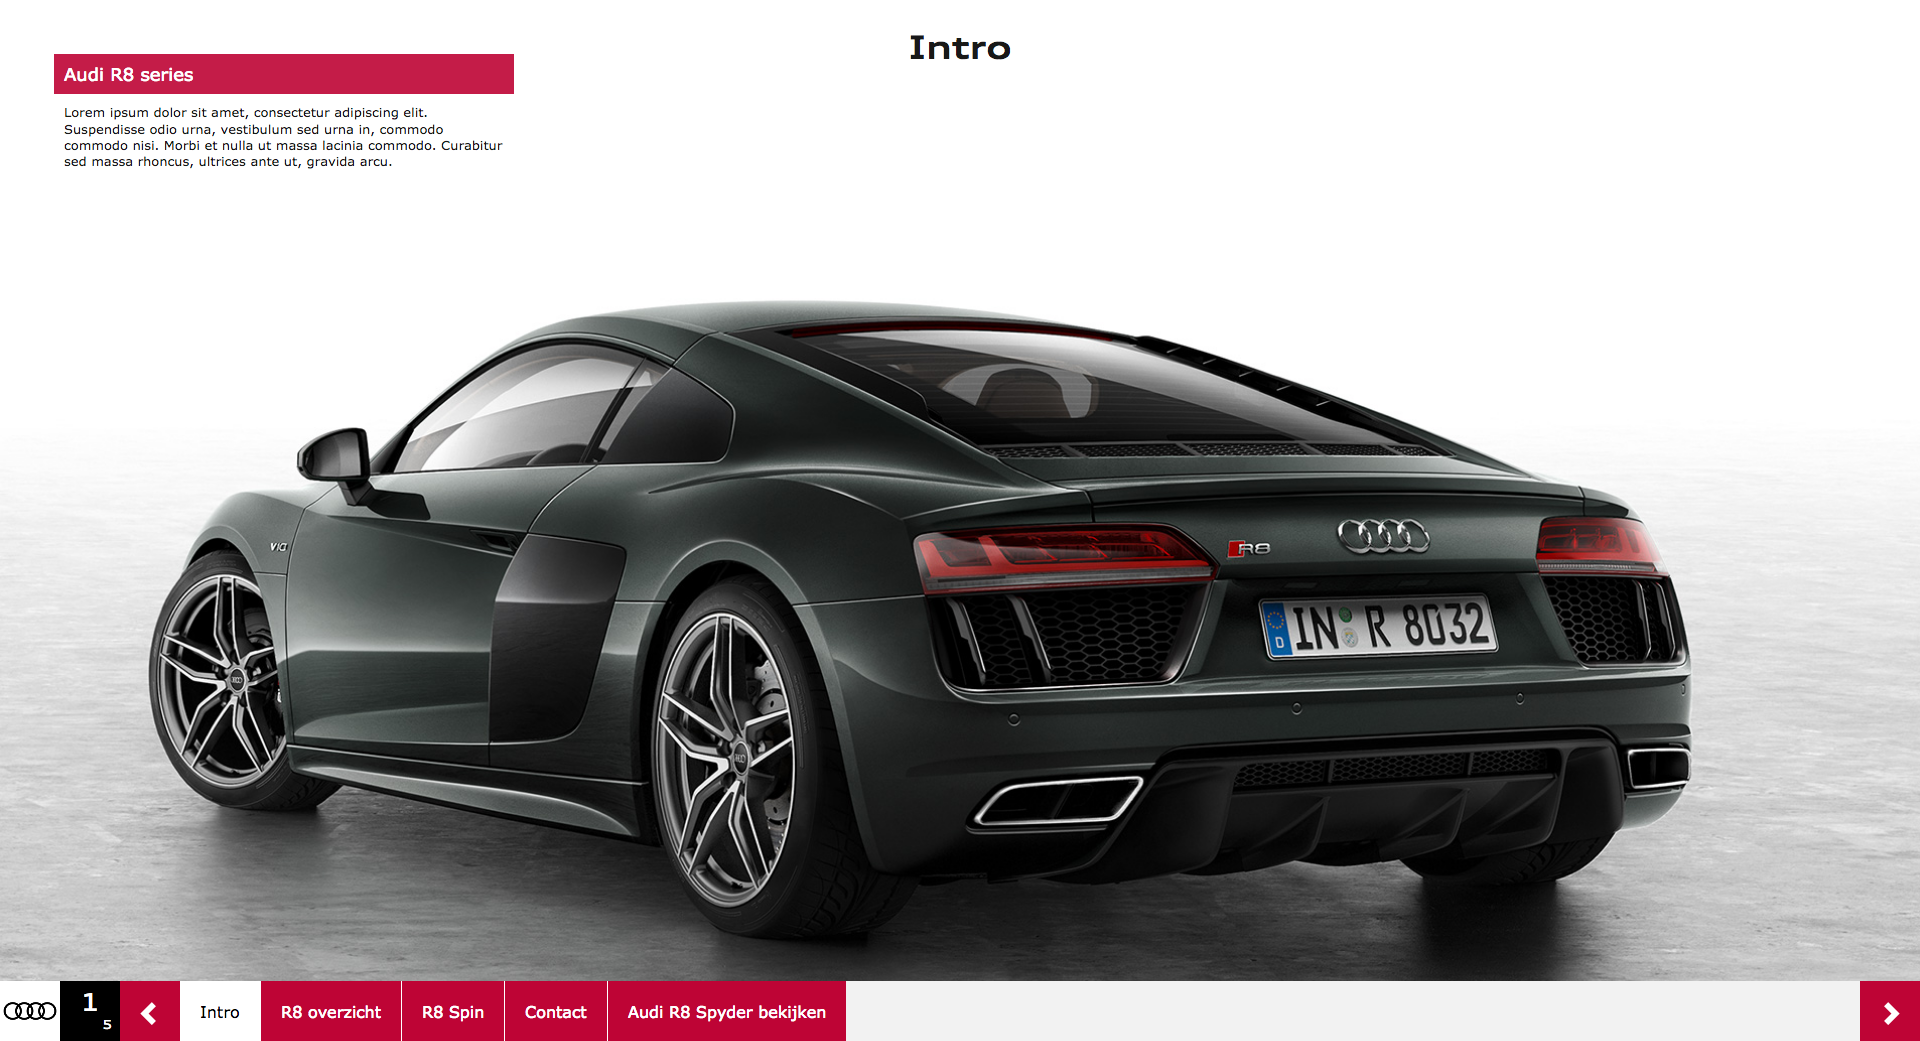 Intro
Audi R8 series
Lorem ipsum dolor sit amet, consectetur adipiscing elit.
Suspendisse odio urna, vestibulum sed urna in, commodo
commodo nisi. Morbi et nulla ut massa lacinia commodo. Curabitur
sed massa rhoncus, ultrices ante ut, gravida arcu.
V10
R8
D
IN R 8032
1
5
Intro
R8 overzicht
R8 Spin
Contact
Audi R8 Spyder bekijken